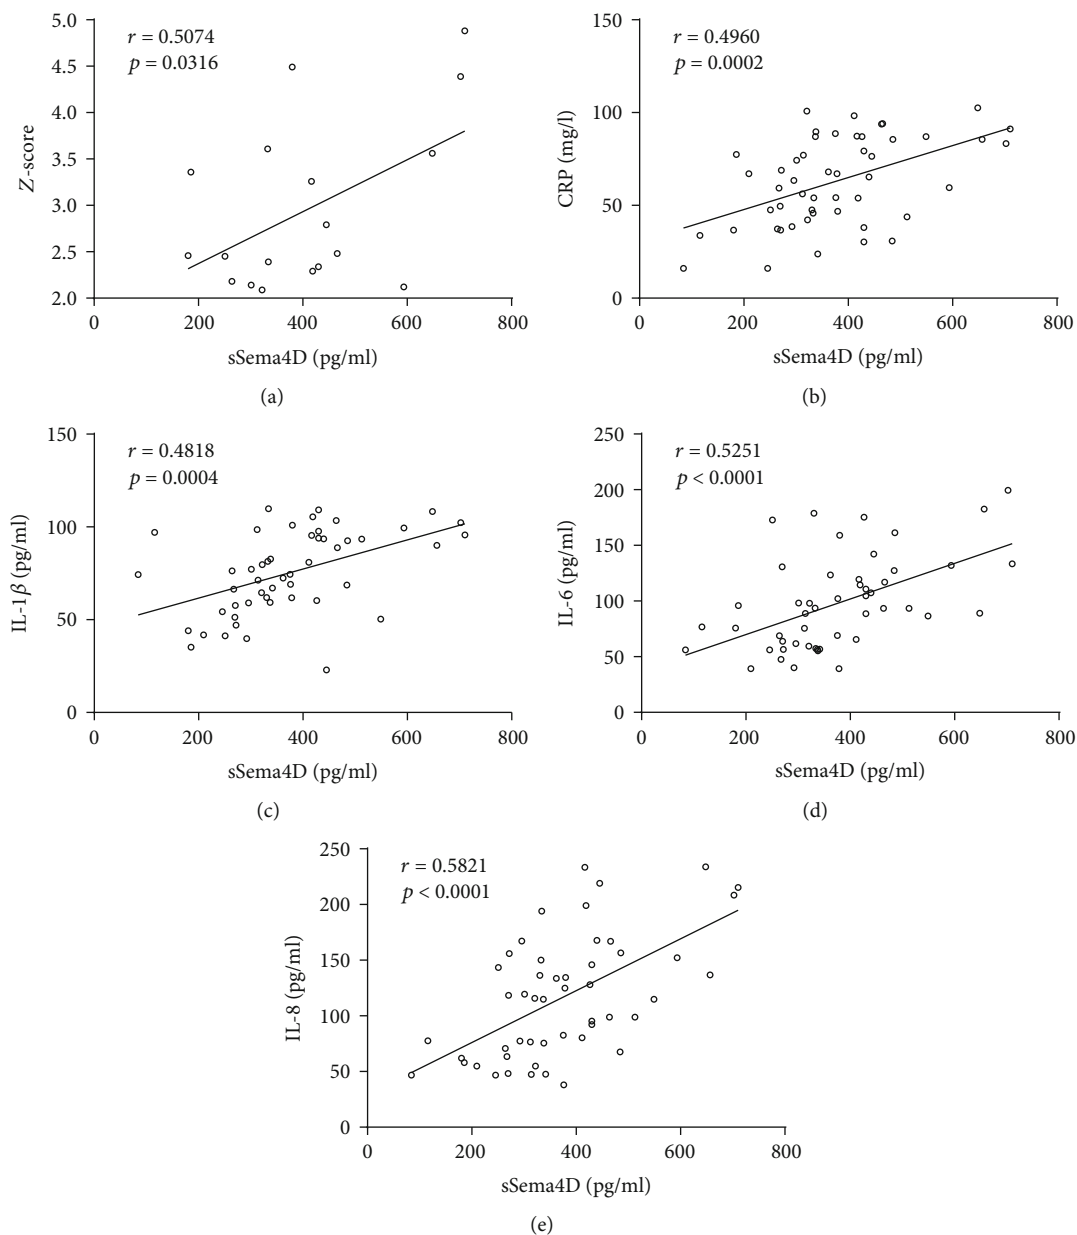 5.0
4.5
4.0
3.5
3.0
2.5
2.0
Z-score
r = 0.5074
p = 0.0316
0 200 400 600 800
sSema4D (pg/ml)
(a)
150
100
50
0
CRP (mg/l)
r = 0.4960
p = 0.0002
0 200 400 600 800
sSema4D (pg/ml)
(b)
150
100
50
0
IL-1β (pg/ml)
r = 0.4818
p = 0.0004
0 200 400 600 800
sSema4D (pg/ml)
(c)
250
200
150
100
50
0
IL-6 (pg/ml)
r = 0.5251
p < 0.0001
0 200 400 600 800
sSema4D (pg/ml)
(d)
250
200
150
100
50
0
IL-8 (pg/ml)
r = 0.5821
p < 0.0001
0 200 400 600 800
sSema4D (pg/ml)
(e)